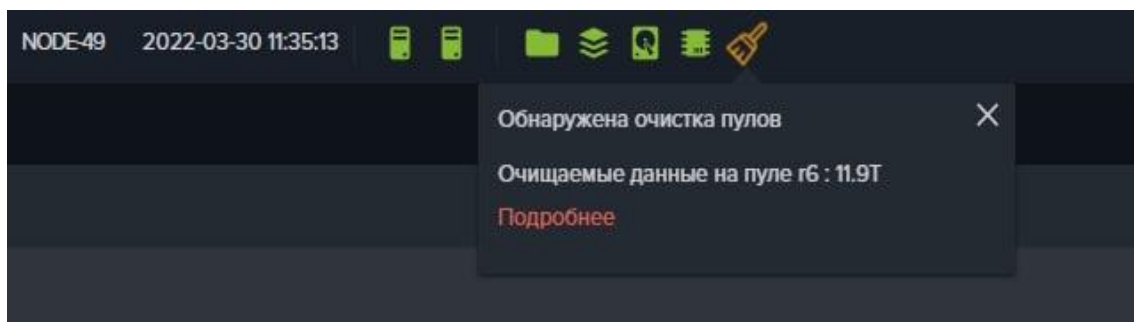 NODE-49 2022-03-30 11:35:13
Обнаружена очистка пулов
Очищаемые данные на пуле r6 : 11.9T
Подробнее